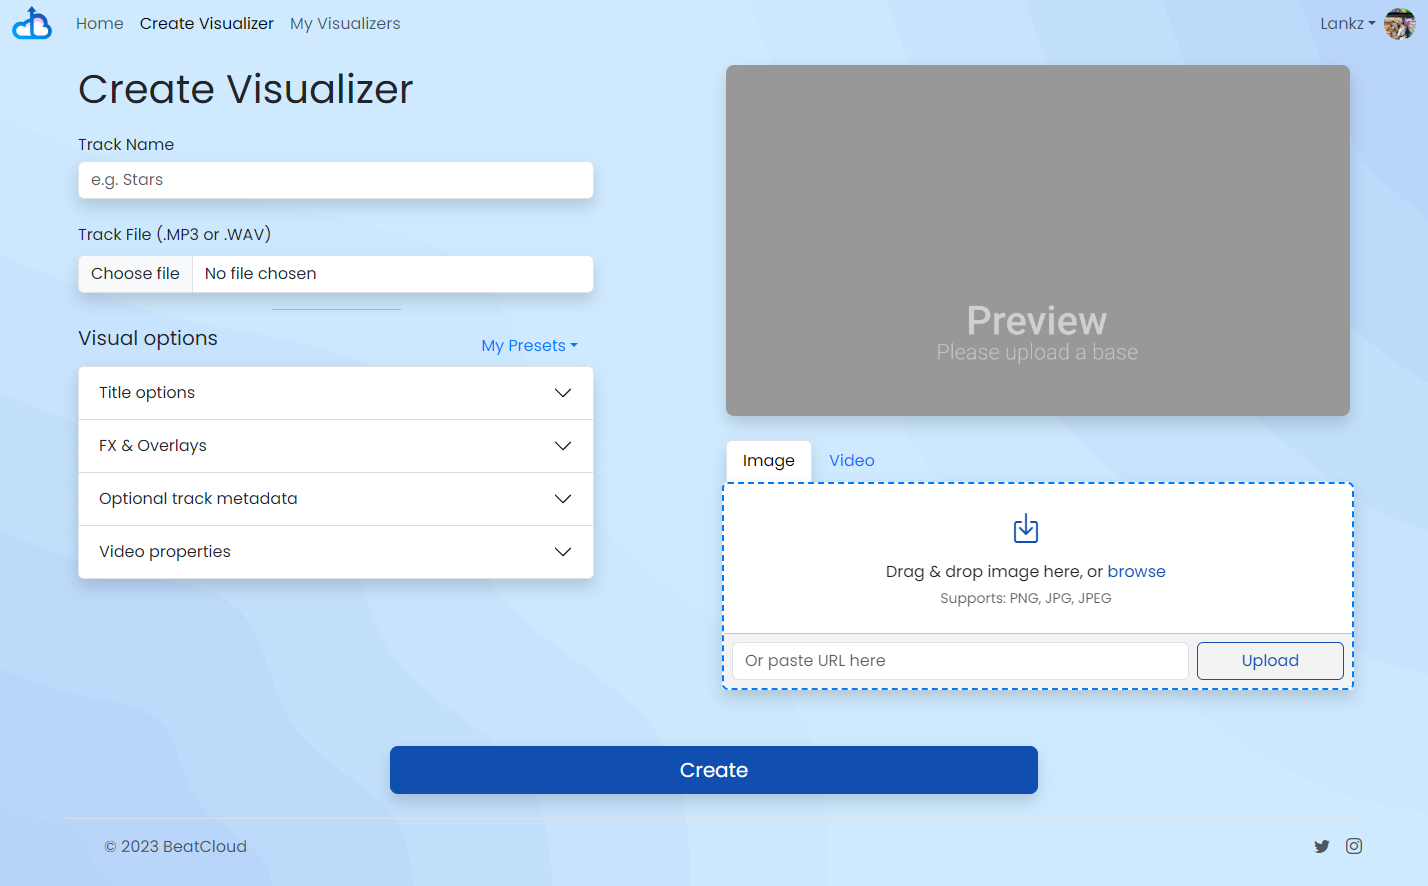 Home Create Visualizer My Visualizers Lankz
Create Visualizer
Track Name
e.g. Stars
Track File (.MP3 or .WAV)
Choose file No file chosen
Visual options
My Presets
Title options
FX & Overlays
Optional track metadata
Video properties
Preview
Please upload a base
Image Video
Drag & drop image here, or browse
Supports: PNG, JPG, JPEG
Or paste URL here Upload
Create
© 2023 BeatCloud